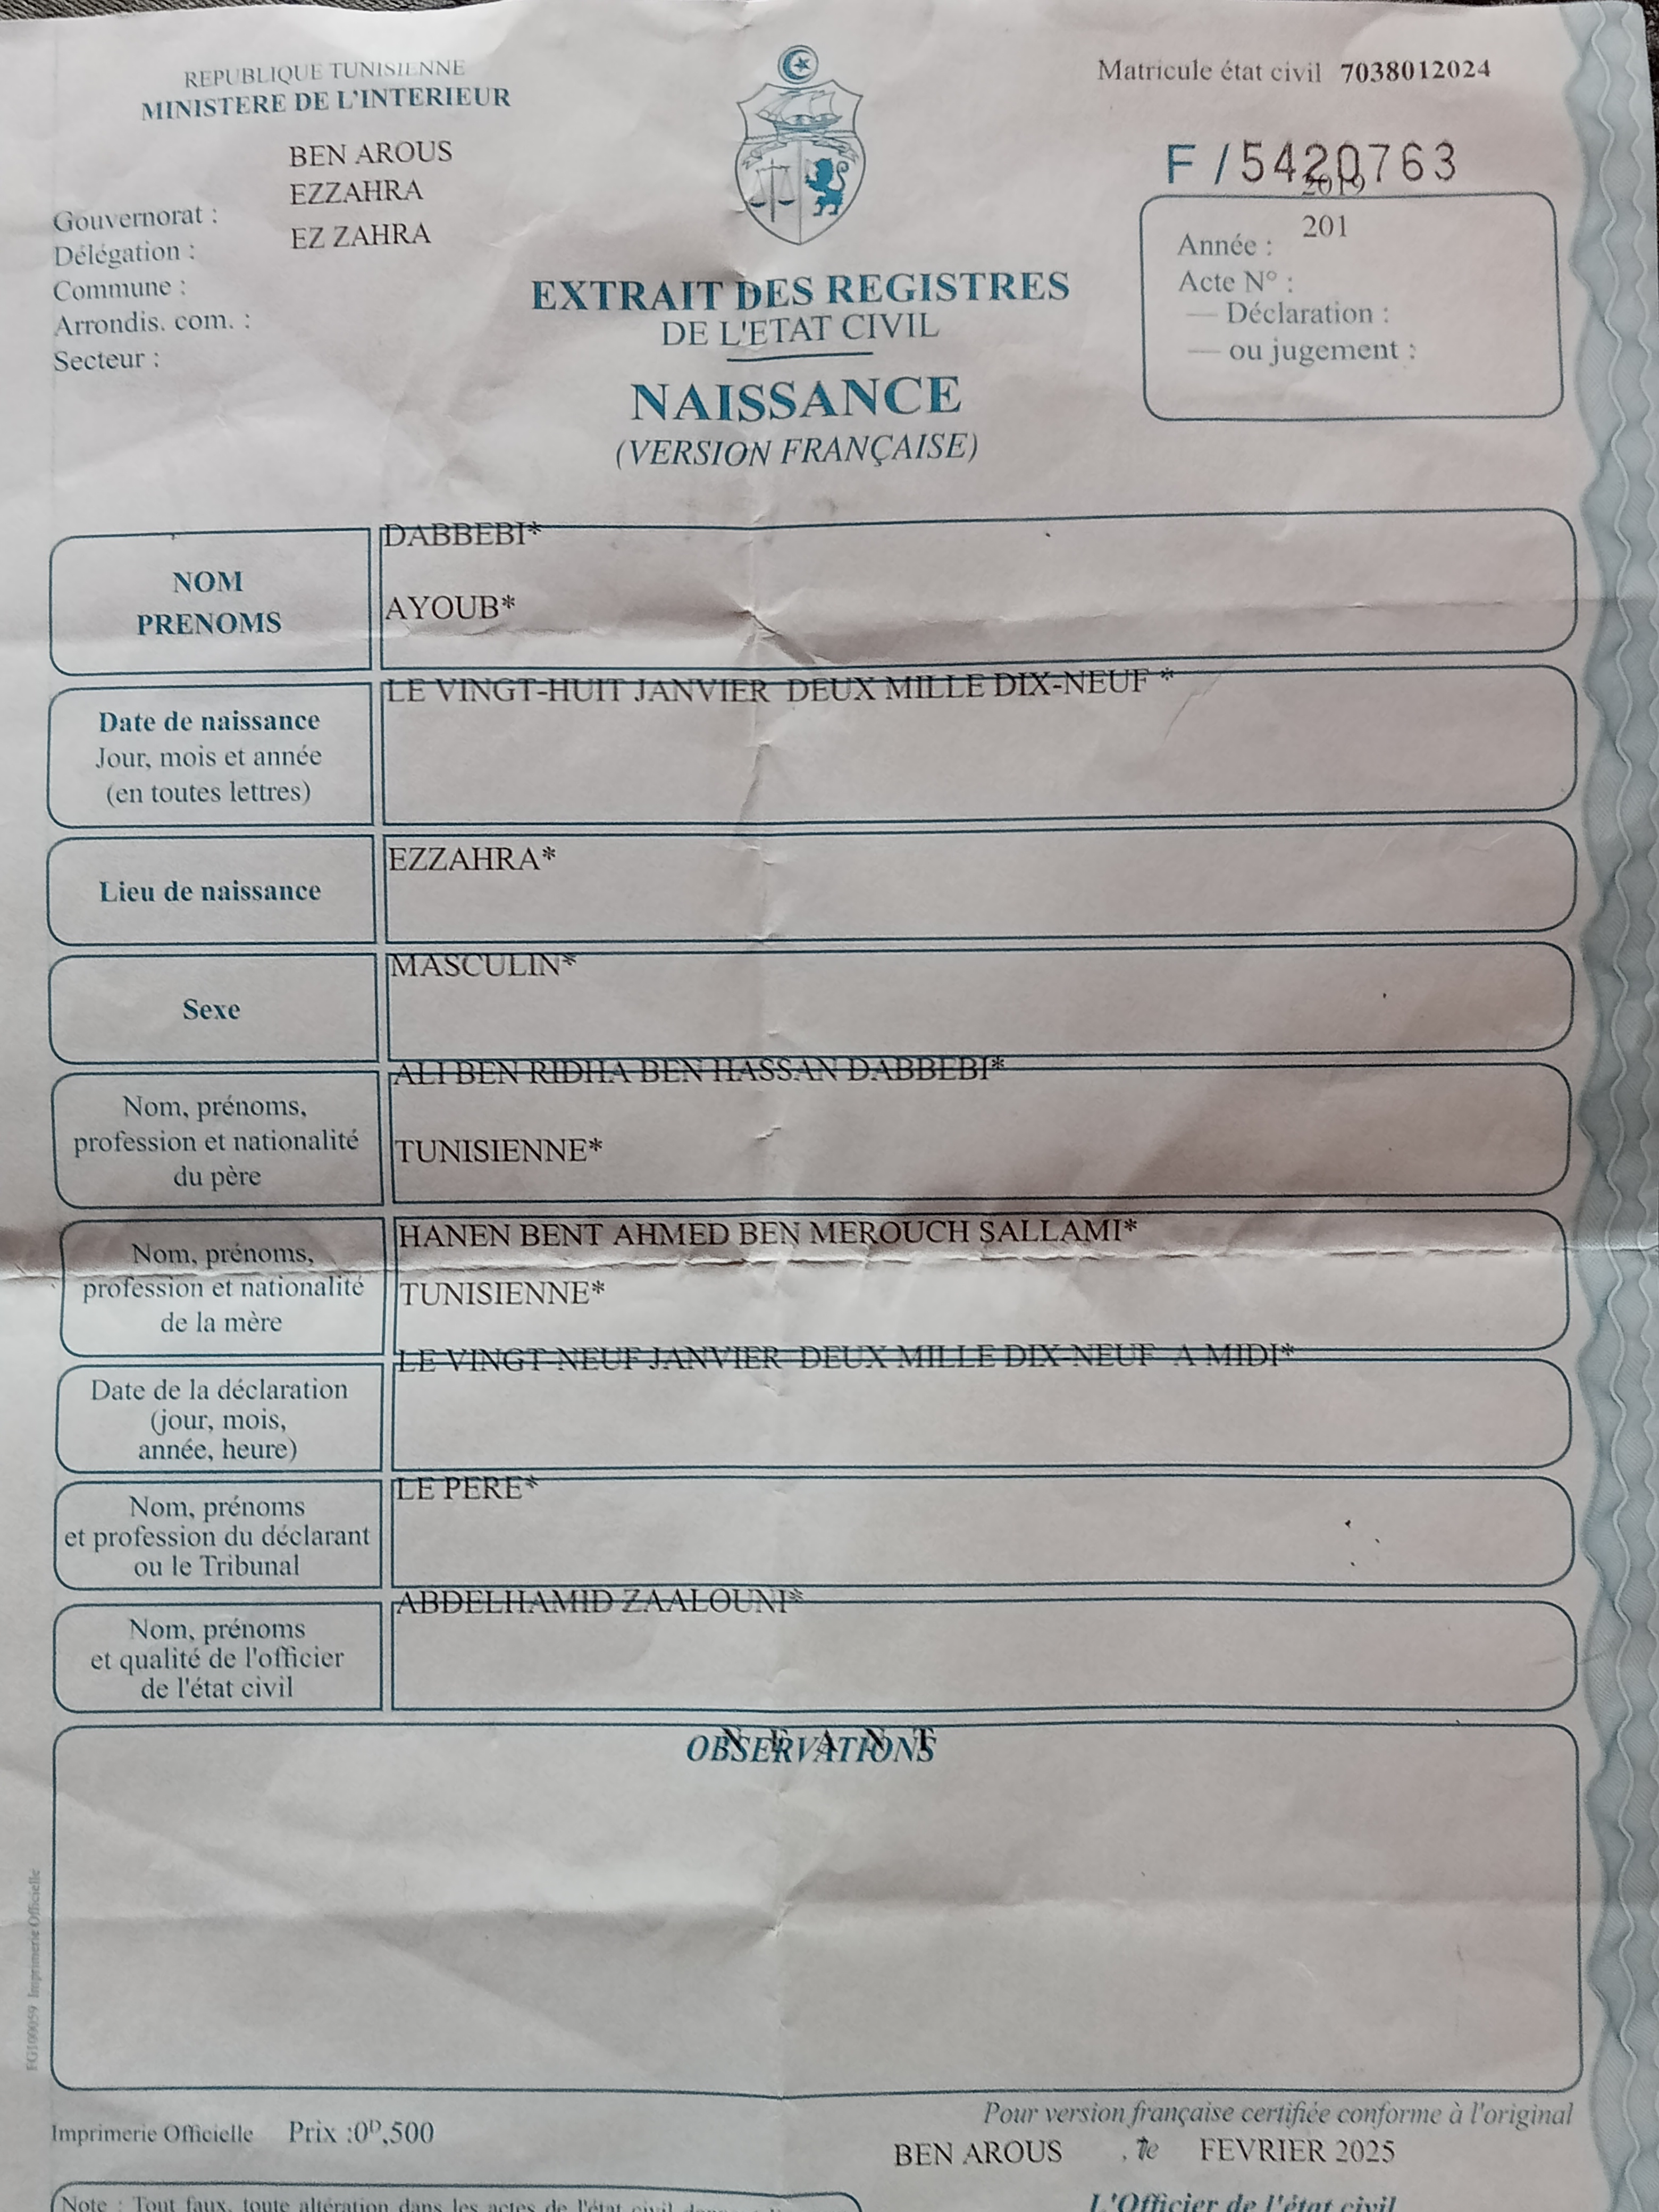 REPUBLIQUE TUNISIENNE
MINISTERE DE L'INTERIEUR
Matricule état civil 7038012024
F / 5420763
2019
BEN AROUS
EZZAHRA
EZ ZAHRA
Gouvernorat :
Délégation :
Commune :
Arrondis. com. :
Secteur :
201
Année :
Acte N° :
— Déclaration :
— ou jugement :
EXTRAIT DES REGISTRES
DE L'ETAT CIVIL
NAISSANCE
(VERSION FRANÇAISE)
NOM
PRENOMS
DABBEBI*
AYOUB*
Date de naissance
Jour, mois et année
(en toutes lettres)
LE VINGT-HUIT JANVIER DEUX MILLE DIX-NEUF *
Lieu de naissance
EZZAHRA*
Sexe
MASCULIN*
Nom, prénoms,
profession et nationalité
du père
ALI BEN RIDHA BEN HASSAN DABBEBI*
TUNISIENNE*
Nom, prénoms,
profession et nationalité
de la mère
HANEN BENT AHMED BEN MEROUCH SALLAMI*
TUNISIENNE*
Date de la déclaration
(jour, mois,
année, heure)
LE VINGT-NEUF JANVIER DEUX MILLE DIX-NEUF A MIDI*
Nom, prénoms
et profession du déclarant
ou le Tribunal
LE PERE*
Nom, prénoms
et qualité de l'officier
de l'état civil
ABDELHAMID ZAALOUNI*
OBSERVATIONS
N E A N T
FG100059 Imprimerie Officielle
Imprimerie Officielle Prix :0ᴰ,500
Pour version française certifiée conforme à l'original
BEN AROUS , le FEVRIER 2025
Note : Tout faux, toute altération dans les actes de l'état civil
L'Officier de l'état civil